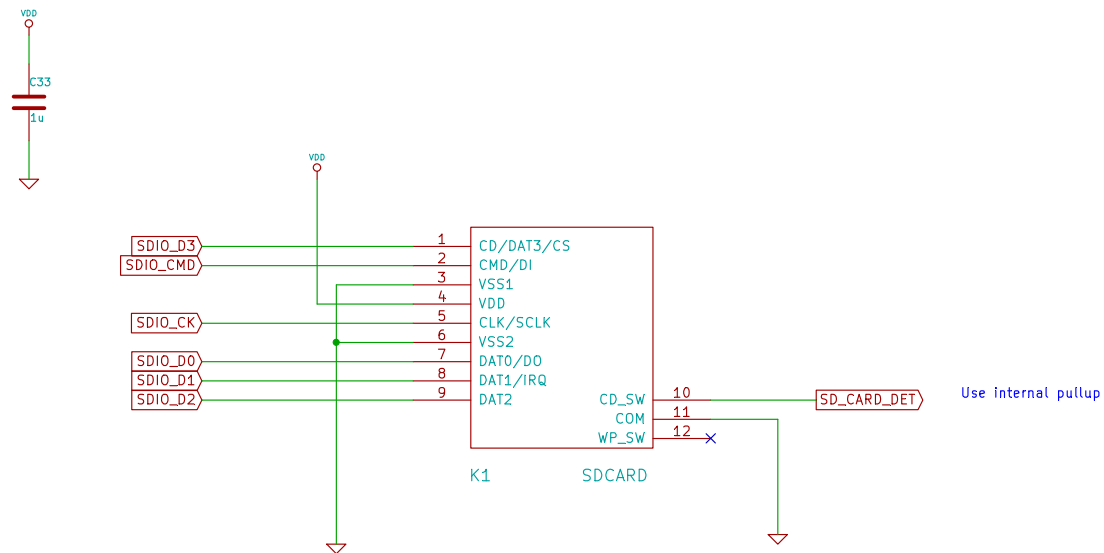 VDD
C33
1u
VDD
SDIO_D3 1 CD/DAT3/CS
SDIO_CMD 2 CMD/DI
3 VSS1
4 VDD
SDIO_CK 5 CLK/SCLK
6 VSS2
SDIO_D0 7 DAT0/DO
SDIO_D1 8 DAT1/IRQ
SDIO_D2 9 DAT2
CD_SW 10 SD_CARD_DET Use internal pullup
COM 11
WP_SW 12
K1 SDCARD